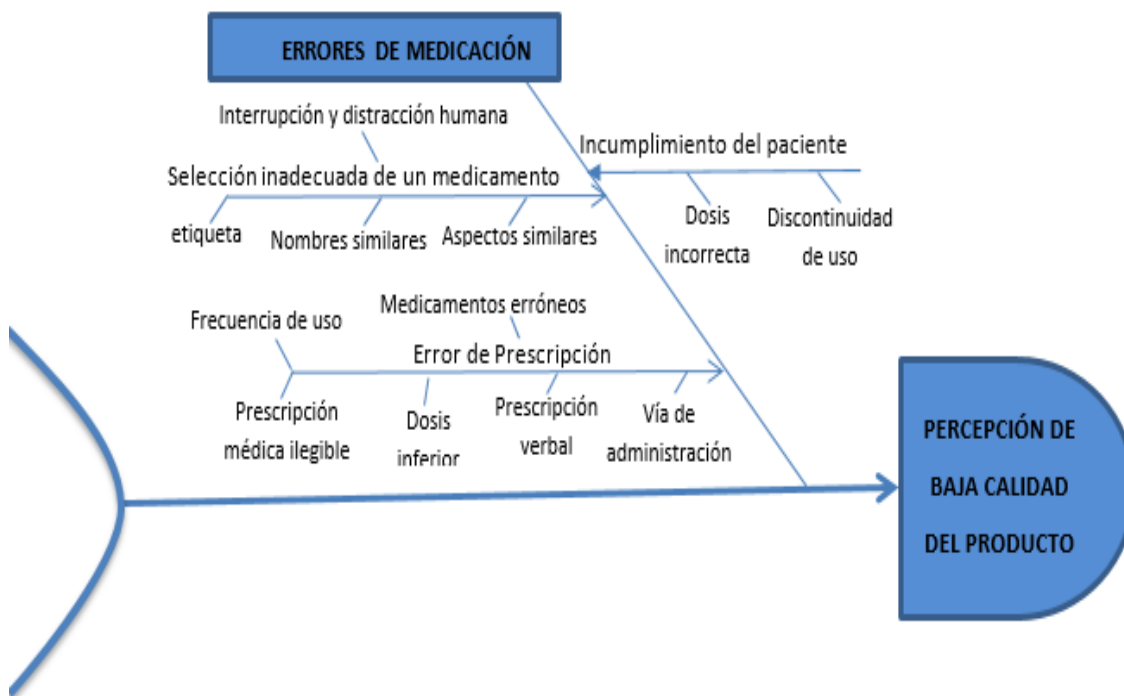 ERRORES DE MEDICACIÓN
Interrupción y distracción humana
Incumplimiento del paciente
Selección inadecuada de un medicamento
etiqueta
Nombres similares
Aspectos similares
Dosis
incorrecta
Discontinuidad
de uso
Medicamentos erróneos
Frecuencia de uso
Error de Prescripción
Prescripción
médica ilegible
Dosis
inferior
Prescripción
verbal
Vía de
administración
PERCEPCIÓN DE
BAJA CALIDAD
DEL PRODUCTO